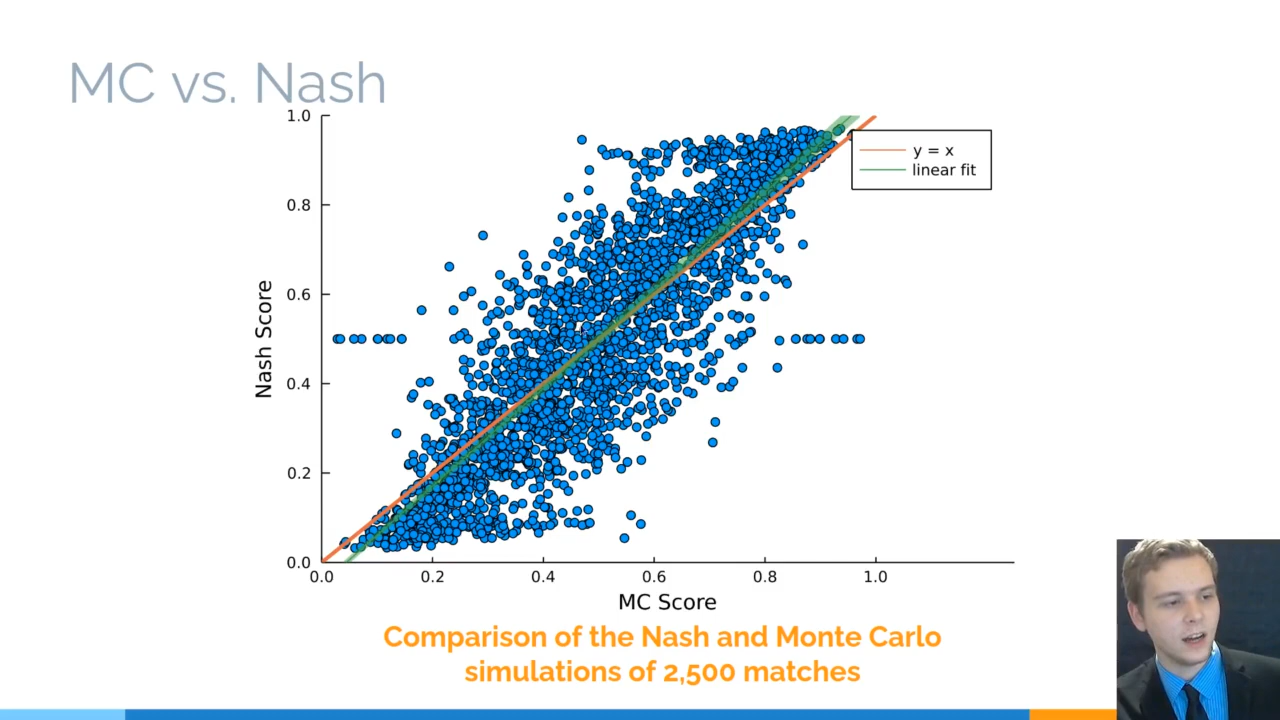 MC vs. Nash
1.0
0.8
0.6
0.4
0.2
0.0
Nash Score
0.0 0.2 0.4 0.6 0.8 1.0
MC Score
y = x
linear fit
Comparison of the Nash and Monte Carlo
simulations of 2,500 matches